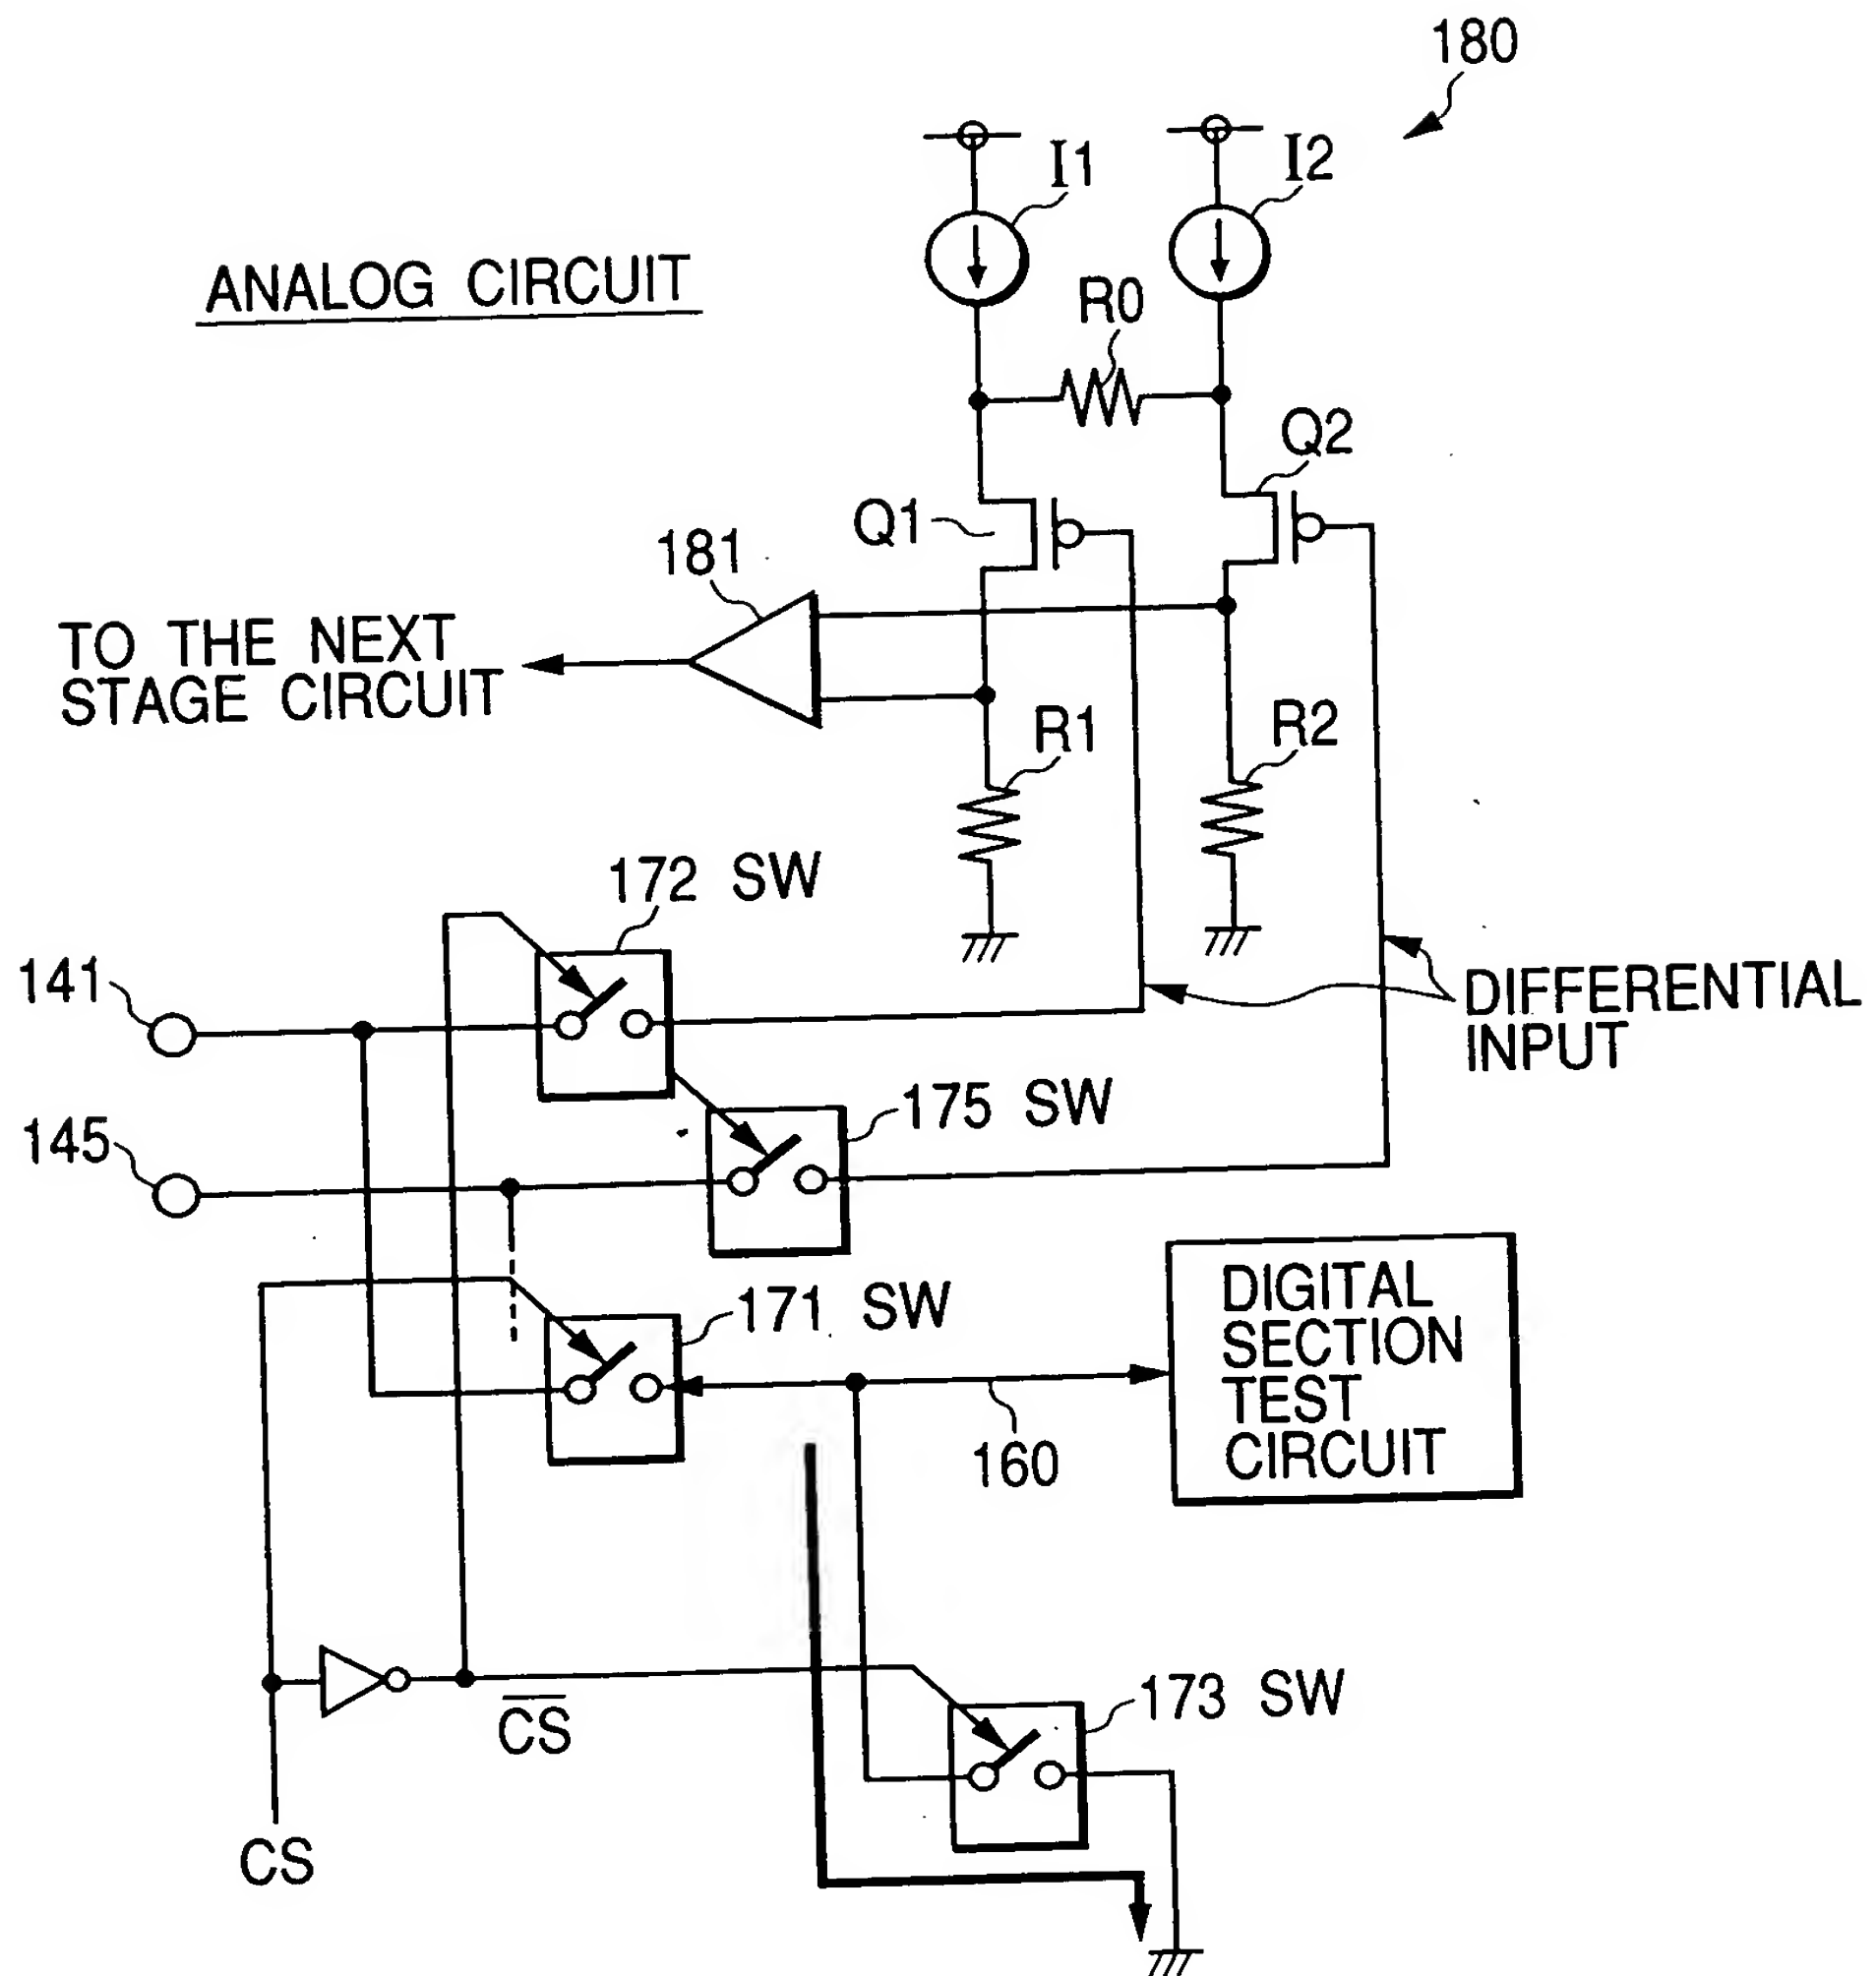 180
I1
I2
ANALOG CIRCUIT
R0
Q2
Q1
181
TO THE NEXT
STAGE CIRCUIT
R1
R2
172 SW
141
DIFFERENTIAL
INPUT
175 SW
145
171 SW
DIGITAL
SECTION
TEST
CIRCUIT
160
173 SW
C̅S̅
CS